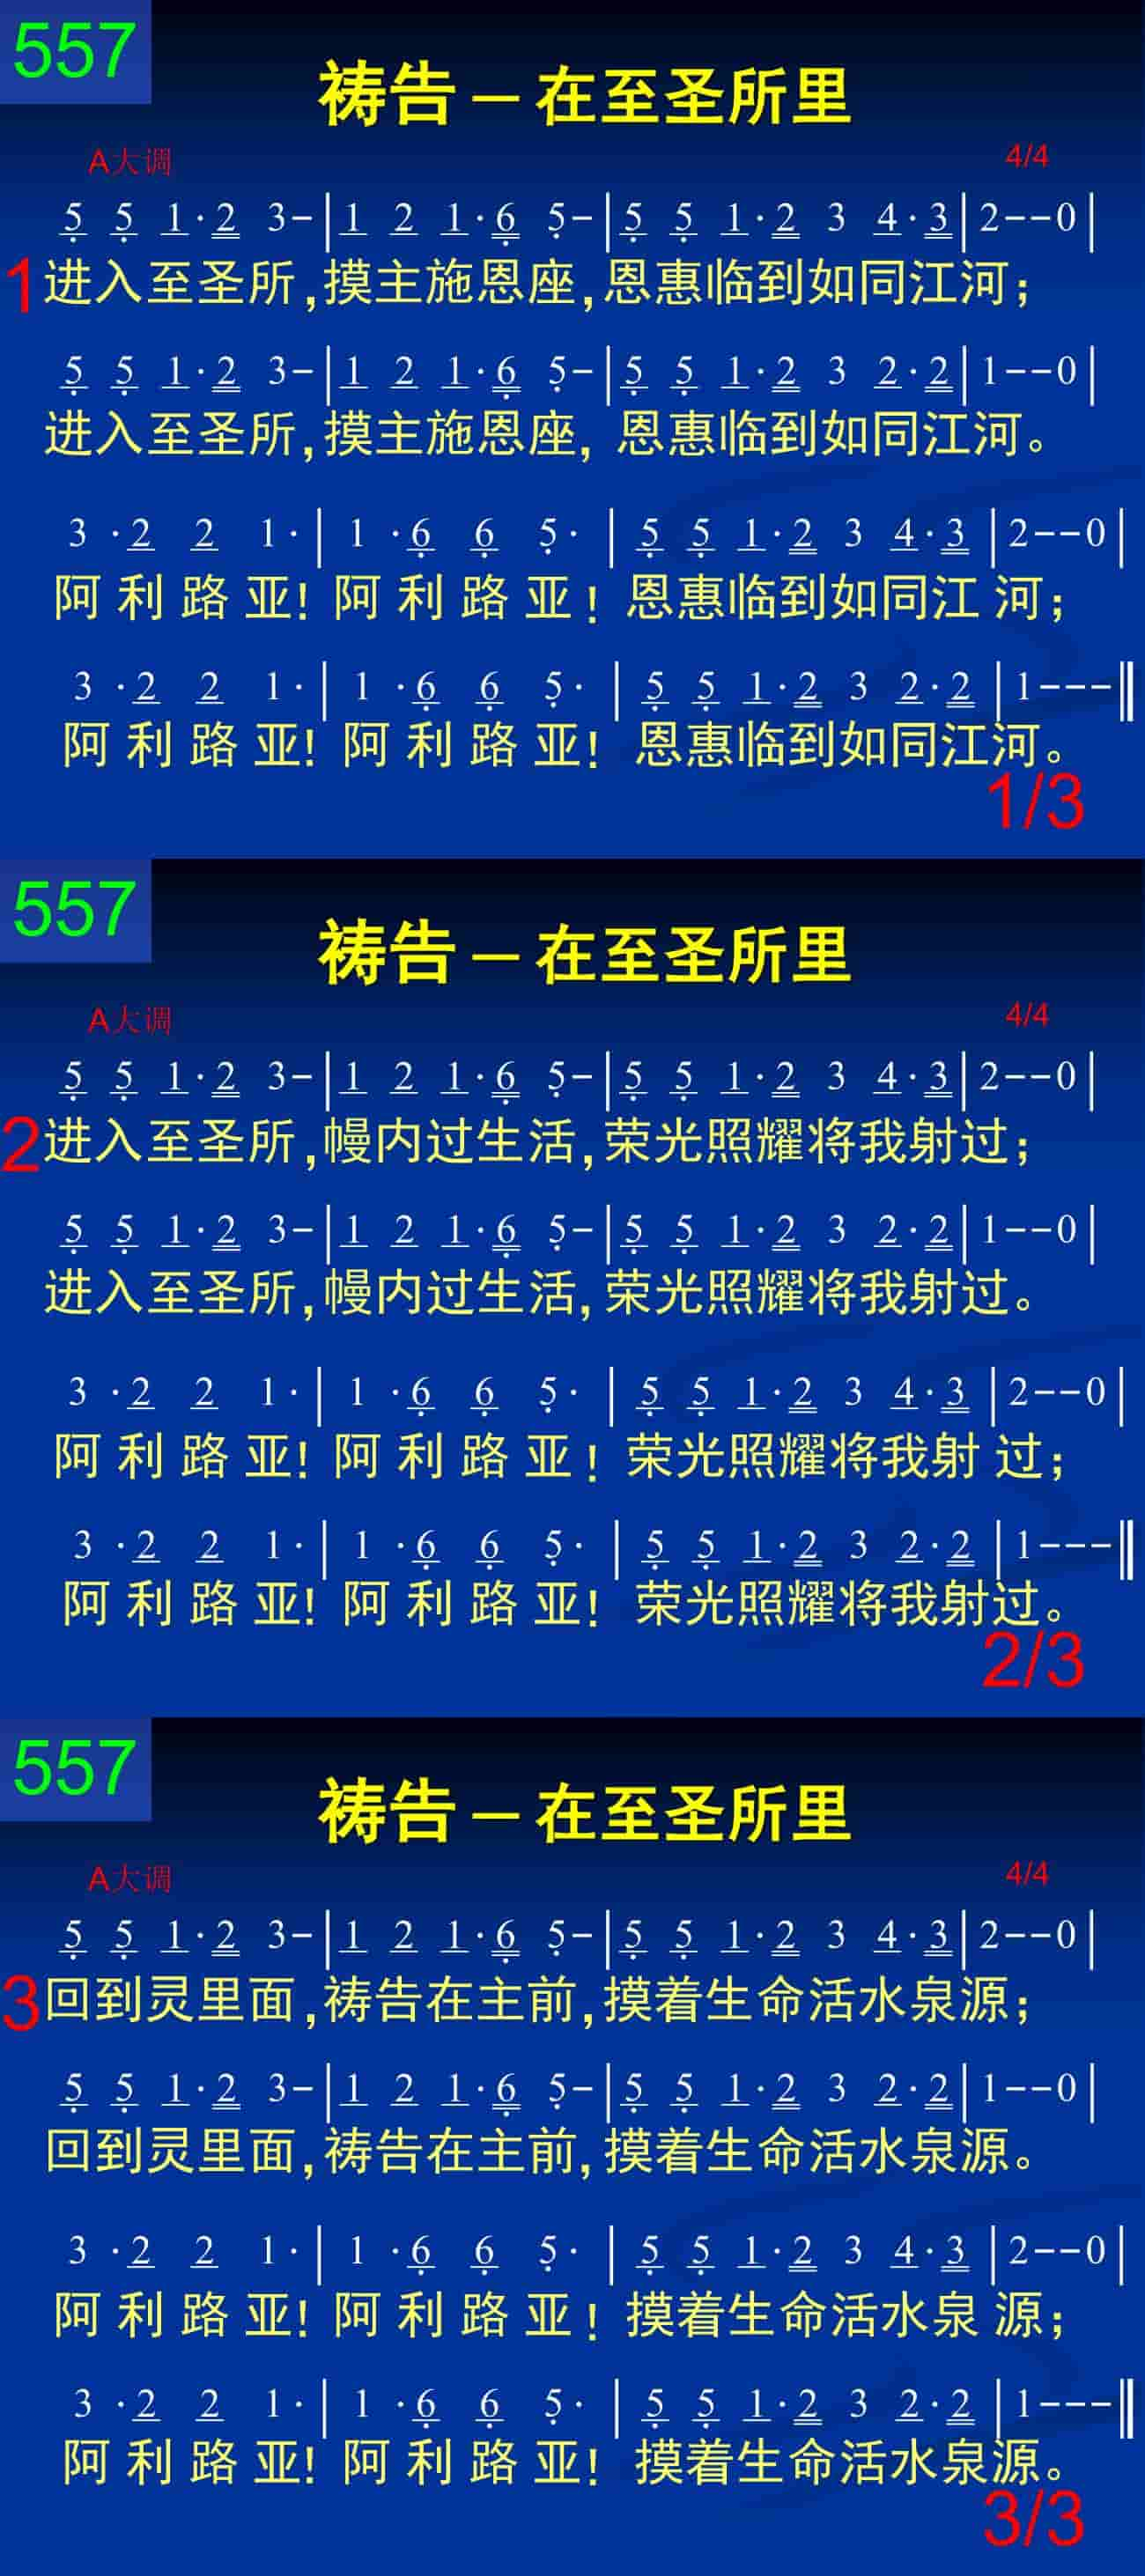 557
祷告 – 在至圣所里
A大调 4/4
5̣ 5̣ 1·2 3–|1 2 1·6̣ 5̣–|5̣ 5̣ 1·2 3 4·3|2––0|
1进入至圣所,摸主施恩座,恩惠临到如同江河;
5̣ 5̣ 1·2 3–|1 2 1·6̣ 5̣–|5̣ 5̣ 1·2 3 2·2|1––0|
进入至圣所,摸主施恩座, 恩惠临到如同江河。
3 ·2 2 1·| 1 ·6̣ 6̣ 5̣· | 5̣ 5̣ 1·2 3 4·3 |2––0|
阿 利 路 亚! 阿 利 路 亚 ! 恩惠临到如同江 河;
3 ·2 2 1·| 1 ·6̣ 6̣ 5̣· | 5̣ 5̣ 1·2 3 2·2 |1–––‖
阿 利 路 亚! 阿 利 路 亚! 恩惠临到如同江河。
1/3
557
祷告 – 在至圣所里
A大调 4/4
5̣ 5̣ 1·2 3–|1 2 1·6̣ 5̣–|5̣ 5̣ 1·2 3 4·3|2––0|
2进入至圣所,幔内过生活,荣光照耀将我射过;
5̣ 5̣ 1·2 3–|1 2 1·6̣ 5̣–|5̣ 5̣ 1·2 3 2·2|1––0|
进入至圣所,幔内过生活,荣光照耀将我射过。
3 ·2 2 1·| 1 ·6̣ 6̣ 5̣· | 5̣ 5̣ 1·2 3 4·3 |2––0|
阿 利 路 亚! 阿 利 路 亚 ! 荣光照耀将我射 过;
3 ·2 2 1·| 1 ·6̣ 6̣ 5̣· | 5̣ 5̣ 1·2 3 2·2 |1–––‖
阿 利 路 亚! 阿 利 路 亚! 荣光照耀将我射过。
2/3
557
祷告 – 在至圣所里
A大调 4/4
5̣ 5̣ 1·2 3–|1 2 1·6̣ 5̣–|5̣ 5̣ 1·2 3 4·3|2––0|
3回到灵里面,祷告在主前,摸着生命活水泉源;
5̣ 5̣ 1·2 3–|1 2 1·6̣ 5̣–|5̣ 5̣ 1·2 3 2·2|1––0|
回到灵里面,祷告在主前,摸着生命活水泉源。
3 ·2 2 1·| 1 ·6̣ 6̣ 5̣· | 5̣ 5̣ 1·2 3 4·3 |2––0|
阿 利 路 亚! 阿 利 路 亚 ! 摸着生命活水泉 源;
3 ·2 2 1·| 1 ·6̣ 6̣ 5̣· | 5̣ 5̣ 1·2 3 2·2 |1–––‖
阿 利 路 亚! 阿 利 路 亚! 摸着生命活水泉源。
3/3